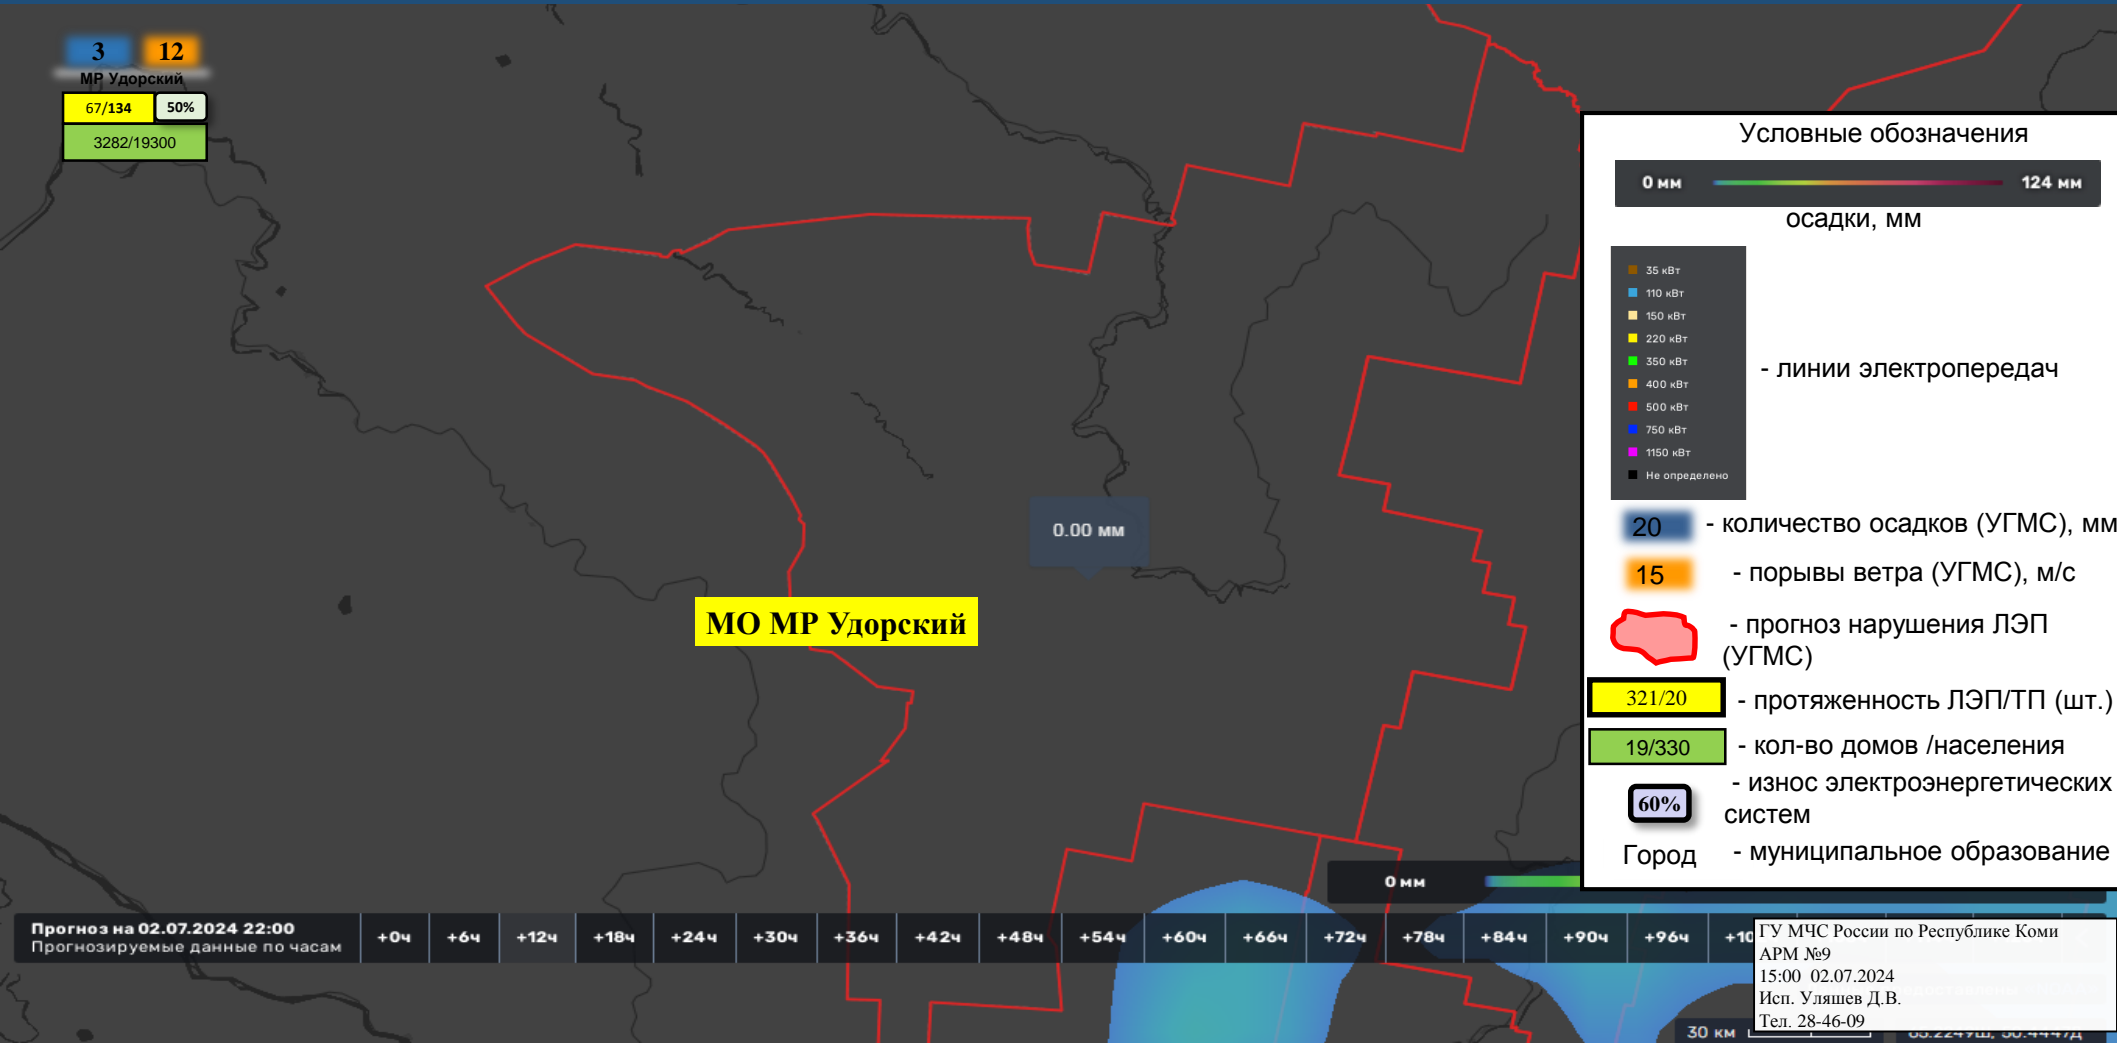 3 12
МР Удорский
67/134 50%
3282/19300
Условные обозначения
0 мм 124 мм
осадки, мм
35 кВт
110 кВт
150 кВт
220 кВт
350 кВт
400 кВт
500 кВт
750 кВт
1150 кВт
Не определено
- линии электропередач
20 - количество осадков (УГМС), мм
15 - порывы ветра (УГМС), м/с
- прогноз нарушения ЛЭП
(УГМС)
321/20 - протяженность ЛЭП/ТП (шт.)
19/330 - кол-во домов /населения
- износ электроэнергетических
60%
систем
Город - муниципальное образование
0.00 мм
МО МР Удорский
0 мм
Прогноз на 02.07.2024 22:00
Прогнозируемые данные по часам
+0ч +6ч +12ч +18ч +24ч +30ч +36ч +42ч +48ч +54ч +60ч +66ч +72ч +78ч +84ч +90ч +96ч +10
ГУ МЧС России по Республике Коми
АРМ №9
15:00 02.07.2024
Исп. Уляшев Д.В.
Тел. 28-46-09
30 км